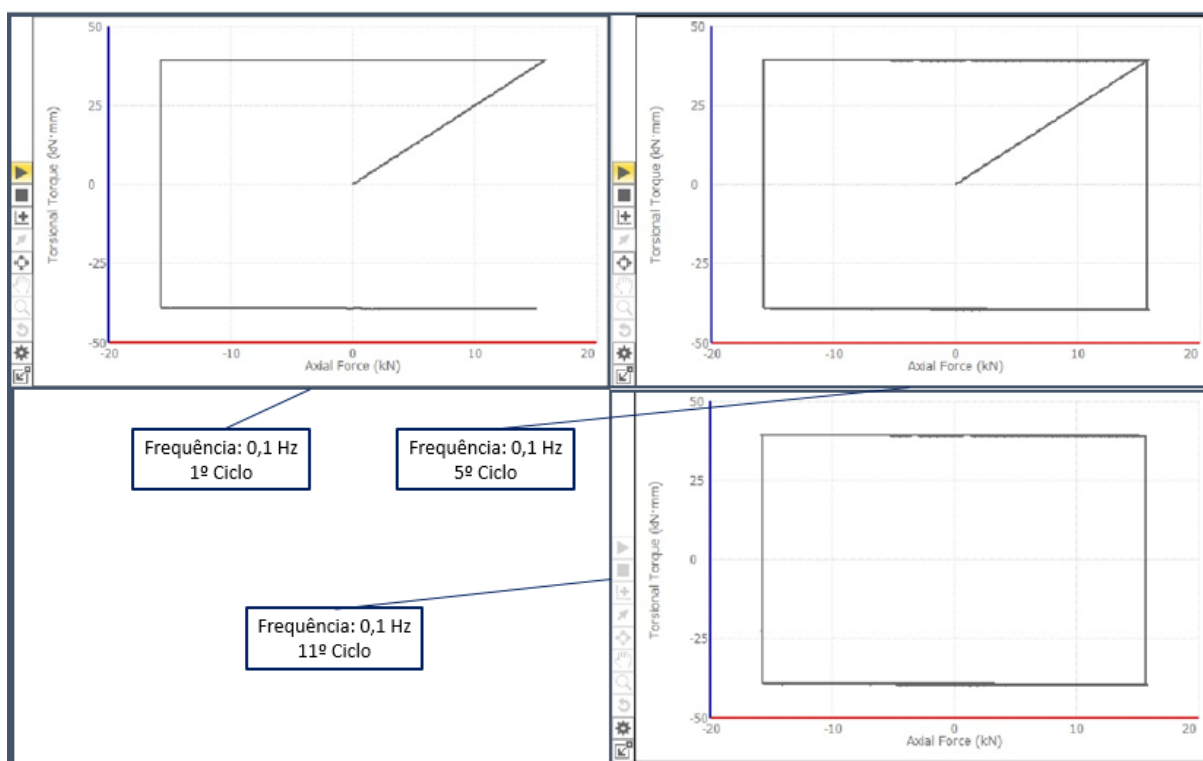 50
25
0
-25
-50
-20
-10
0
10
20
Torsional Torque (kN·mm)
Axial Force (kN)
50
25
0
-25
-50
-20
-10
0
10
20
Torsional Torque (kN·mm)
Axial Force (kN)
Frequência: 0,1 Hz
1º Ciclo
Frequência: 0,1 Hz
5º Ciclo
Frequência: 0,1 Hz
11º Ciclo
50
25
0
-25
-50
-20
-10
0
10
20
Torsional Torque (kN·mm)
Axial Force (kN)